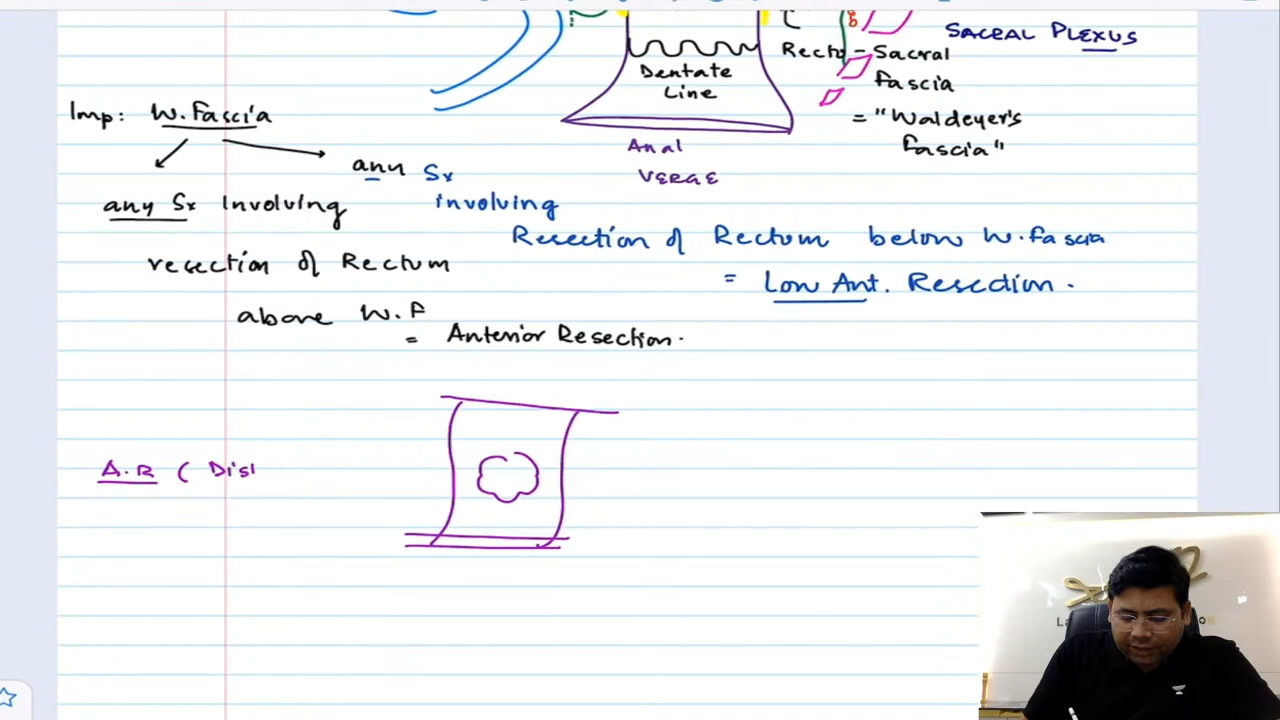 SACRAL PLEXUS
Recto - Sacral
fascia
= "Waldeyer's
fascia"
Dentate
Line
Anal
VERGE
Imp: W. Fascia
any Sx involving
resection of Rectum
above W.F
= Anterior Resection.
any Sx
involving
Resection of Rectum below W. fascia
= Low Ant. Resection.
A.R ( Dist